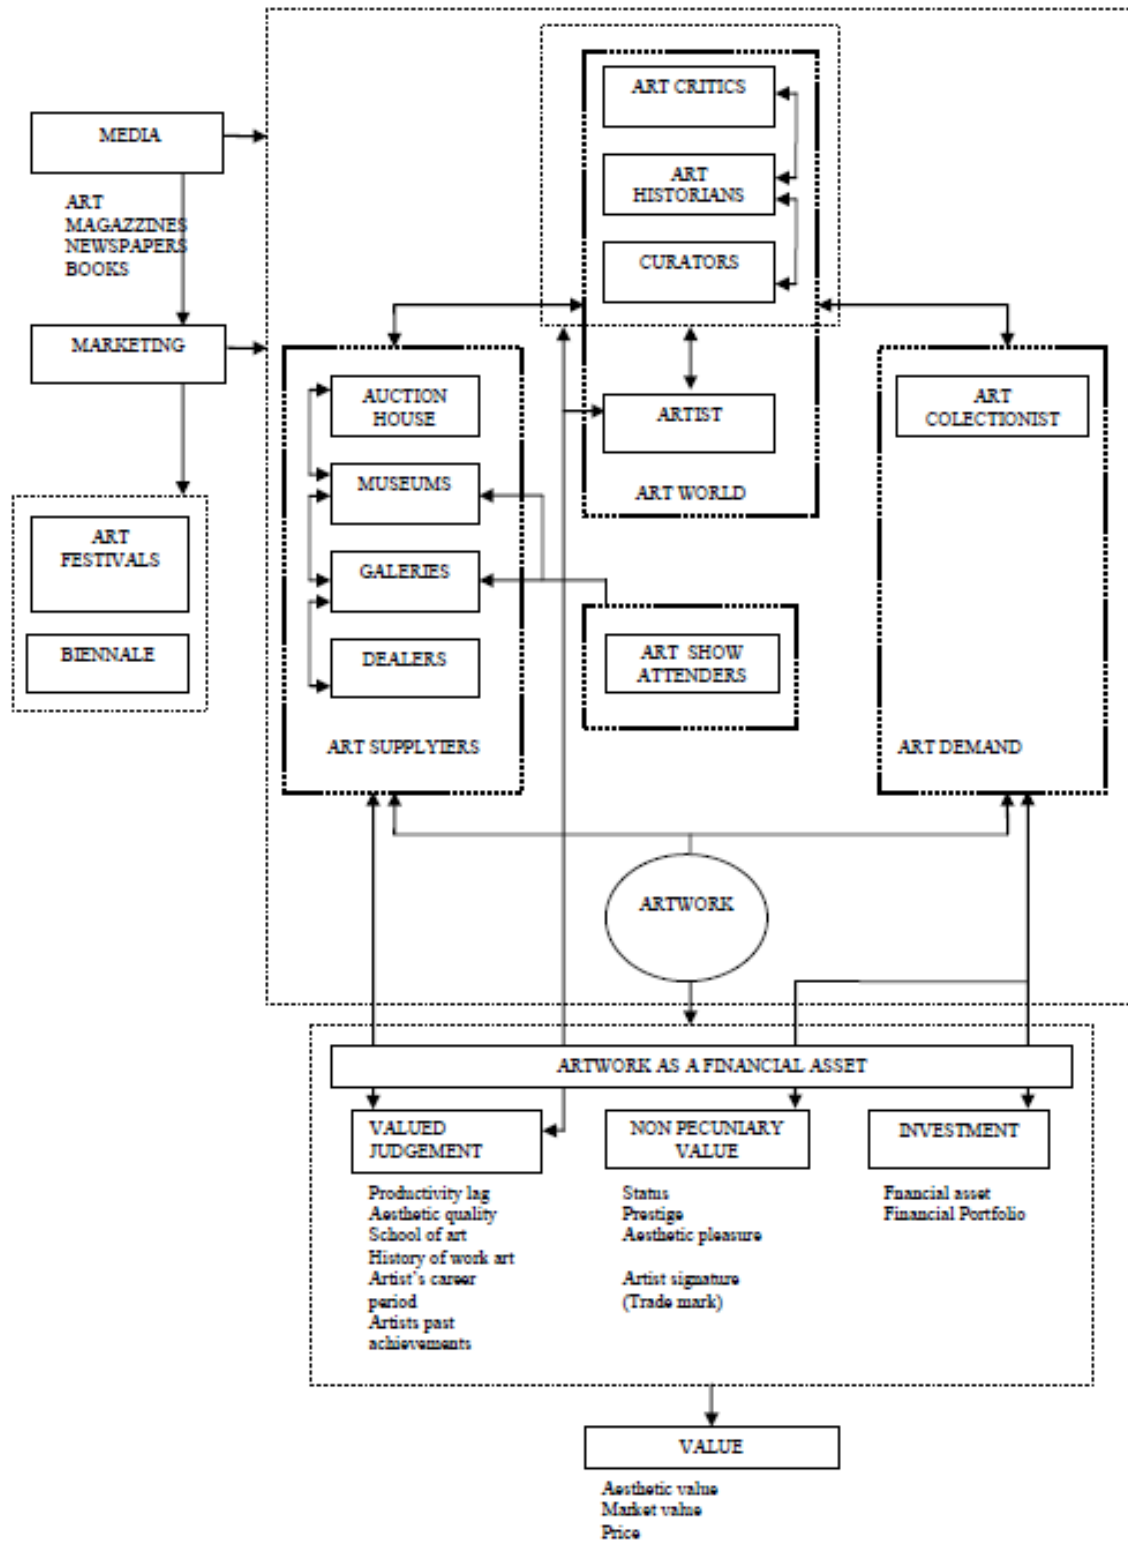 MEDIA
ART
MAGAZZINES
NEWSPAPERS
BOOKS
MARKETING
ART
FESTIVALS
BIENNALE
ART CRITICS
ART
HISTORIANS
CURATORS
ARTIST
ART WORLD
AUCTION
HOUSE
MUSEUMS
GALERIES
DEALERS
ART SUPPLYIERS
ART SHOW
ATTENDERS
ART
COLECTIONIST
ART DEMAND
ARTWORK
ARTWORK AS A FINANCIAL ASSET
VALUED
JUDGEMENT
Productivity lag
Aesthetic quality
School of art
History of work art
Artist's career
period
Artists past
achievements
NON PECUNIARY
VALUE
Status
Prestige
Aesthetic pleasure
Artist signature
(Trade mark)
INVESTMENT
Fnancial asset
Financial Portfolio
VALUE
Aesthetic value
Market value
Price